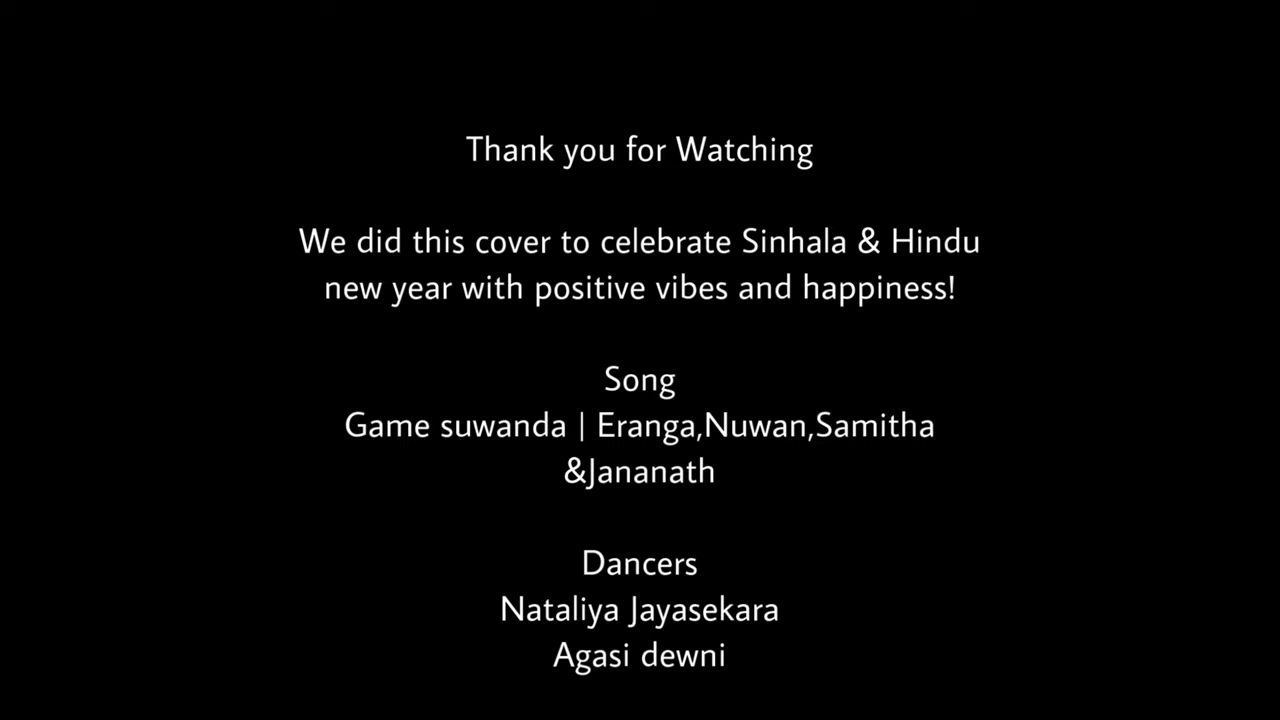 Thank you for Watching
We did this cover to celebrate Sinhala & Hindu
new year with positive vibes and happiness!
Song
Game suwanda | Eranga,Nuwan,Samitha
&Jananath
Dancers
Nataliya Jayasekara
Agasi dewni